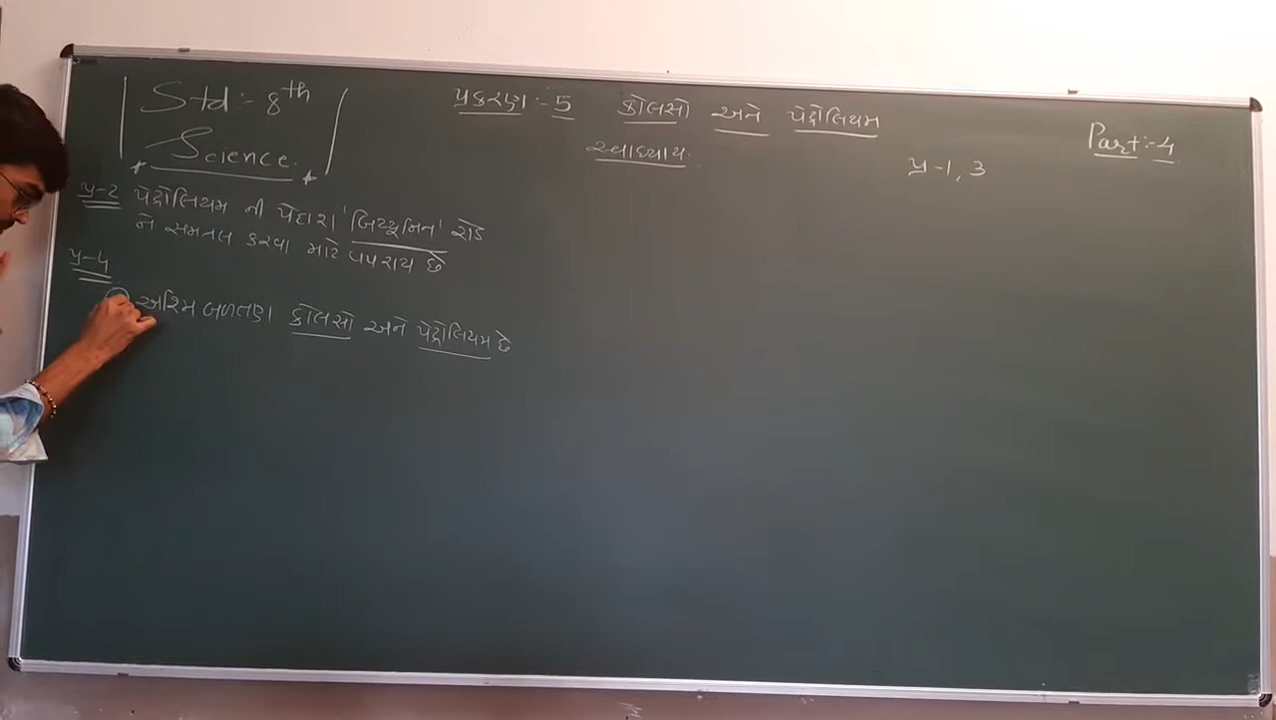 Std :- 8th
Science.
પ્રકરણ :- 5 કોલસો અને પેટ્રોલિયમ
સ્વાધ્યાય
પ્ર-1, 3
Part :- 4
પ્ર-2 પેટ્રોલિયમ ની પેદાશ 'બિટ્યુમિન' રોડ
ને સમતલ કરવા માટે વપરાય છે
પ્ર-4
અશ્મિ બળતણ કોલસો અને પેટ્રોલિયમ છે